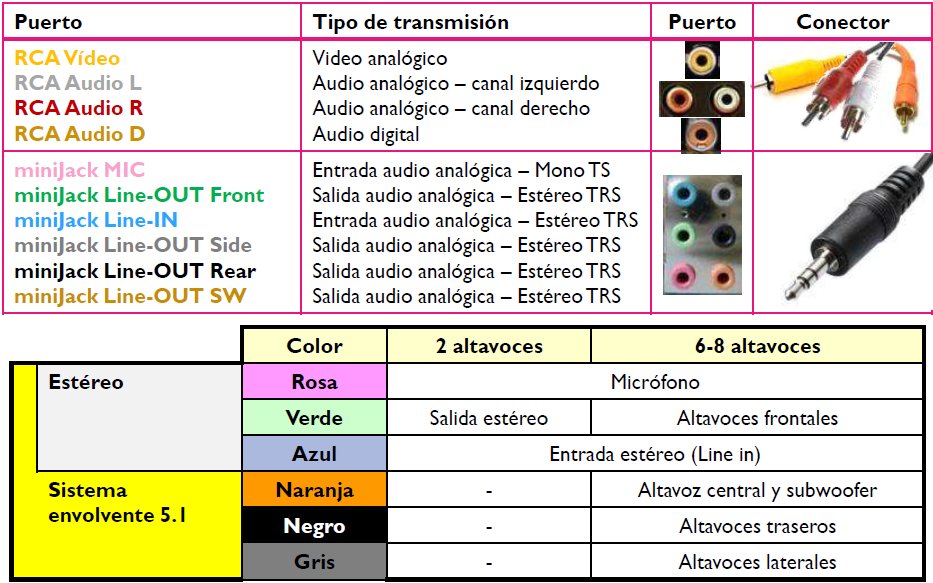 Puerto Tipo de transmisión Puerto Conector
RCA Vídeo Video analógico
RCA Audio L Audio analógico – canal izquierdo
RCA Audio R Audio analógico – canal derecho
RCA Audio D Audio digital
miniJack MIC Entrada audio analógica – Mono TS
miniJack Line-OUT Front Salida audio analógica – Estéreo TRS
miniJack Line-IN Entrada audio analógica – Estéreo TRS
miniJack Line-OUT Side Salida audio analógica – Estéreo TRS
miniJack Line-OUT Rear Salida audio analógica – Estéreo TRS
miniJack Line-OUT SW Salida audio analógica – Estéreo TRS
Color 2 altavoces 6-8 altavoces
Estéreo Rosa Micrófono
Verde Salida estéreo Altavoces frontales
Azul Entrada estéreo (Line in)
Sistema Naranja - Altavoz central y subwoofer
envolvente 5.1
Negro - Altavoces traseros
Gris - Altavoces laterales